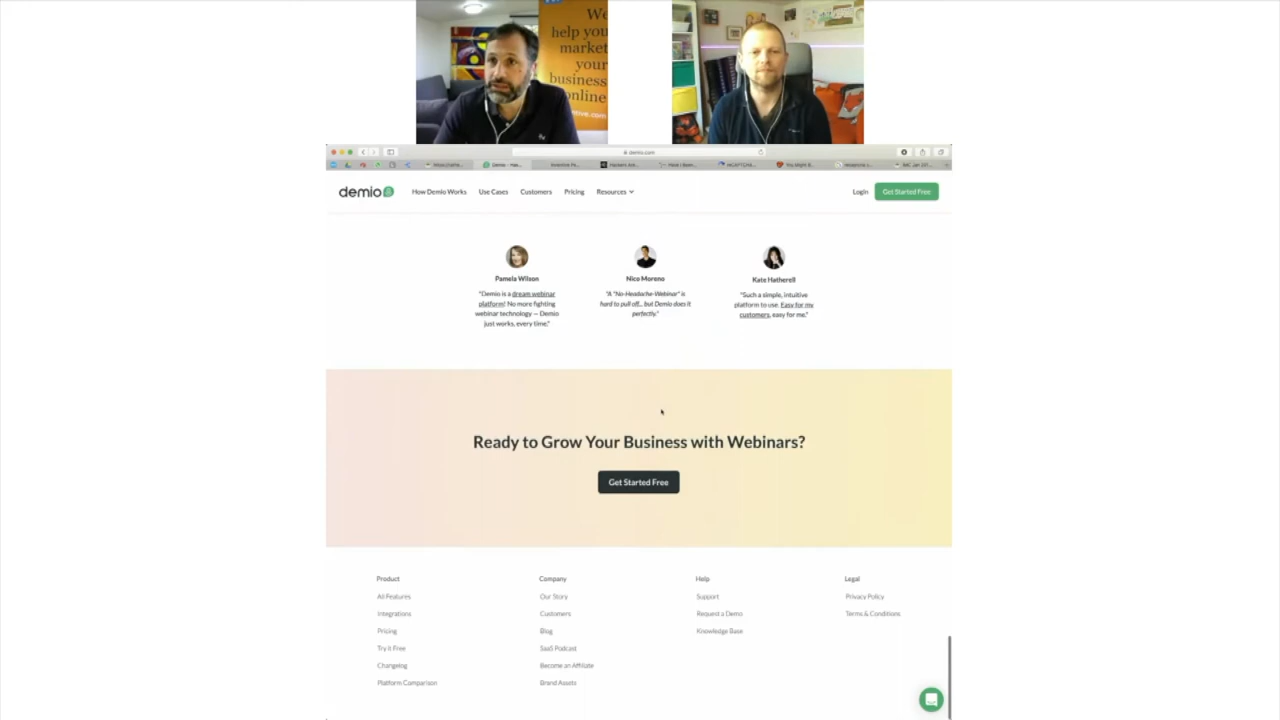 We
help you
market
your
business
online
demio.com
demio
How Demio Works
Use Cases
Customers
Pricing
Resources
Login
Get Started Free
Pamela Wilson
"Demio is a dream webinar
platform! No more fighting
webinar technology — Demio
just works, every time."
Nico Moreno
"A "No-Headache-Webinar" is
hard to pull off... but Demio does it
perfectly."
Kate Hatherell
"Such a simple, intuitive
platform to use. Easy for my
customers, easy for me."
Ready to Grow Your Business with Webinars?
Get Started Free
Product
All Features
Integrations
Pricing
Try it Free
Changelog
Platform Comparison
Company
Our Story
Customers
Blog
SaaS Podcast
Become an Affiliate
Brand Assets
Help
Support
Request a Demo
Knowledge Base
Legal
Privacy Policy
Terms & Conditions